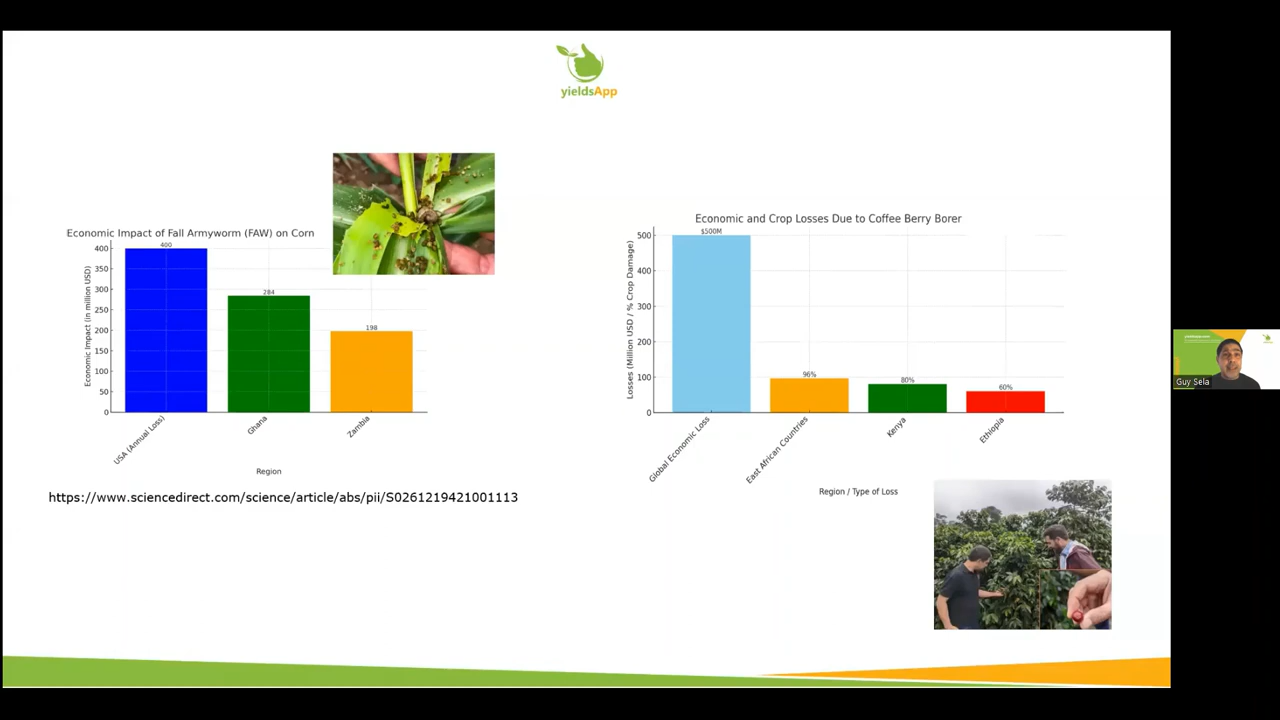 yieldsApp
Economic Impact of Fall Armyworm (FAW) on Corn
Economic Impact (in million USD)
400
350
300
250
200
150
100
50
0
400
284
198
USA (Annual Loss)
Ghana
Zambia
Region
https://www.sciencedirect.com/science/article/abs/pii/S0261219421001113
Economic and Crop Losses Due to Coffee Berry Borer
Losses (Million USD / % Crop Damage)
500
400
300
200
100
0
$500M
96%
80%
60%
Global Economic Loss
East African Countries
Kenya
Ethiopia
Region / Type of Loss
Guy Sela